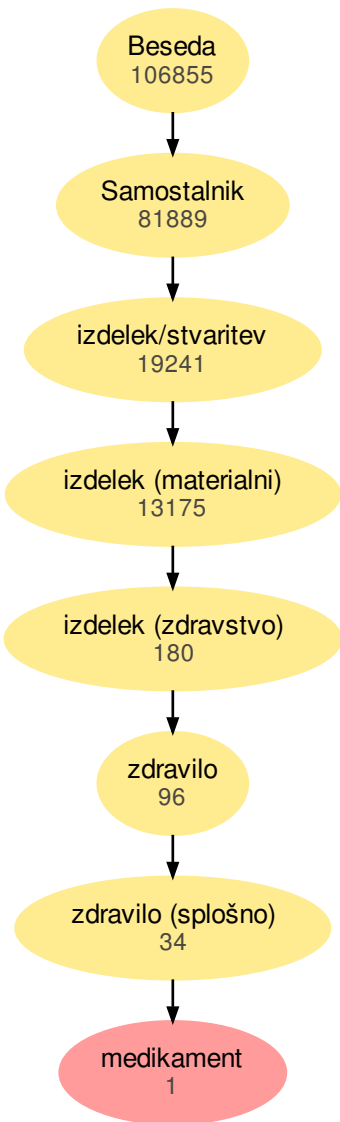 Beseda
106855
Samostalnik
81889
izdelek/stvaritev
19241
izdelek (materialni)
13175
izdelek (zdravstvo)
180
zdravilo
96
zdravilo (splošno)
34
medikament
1